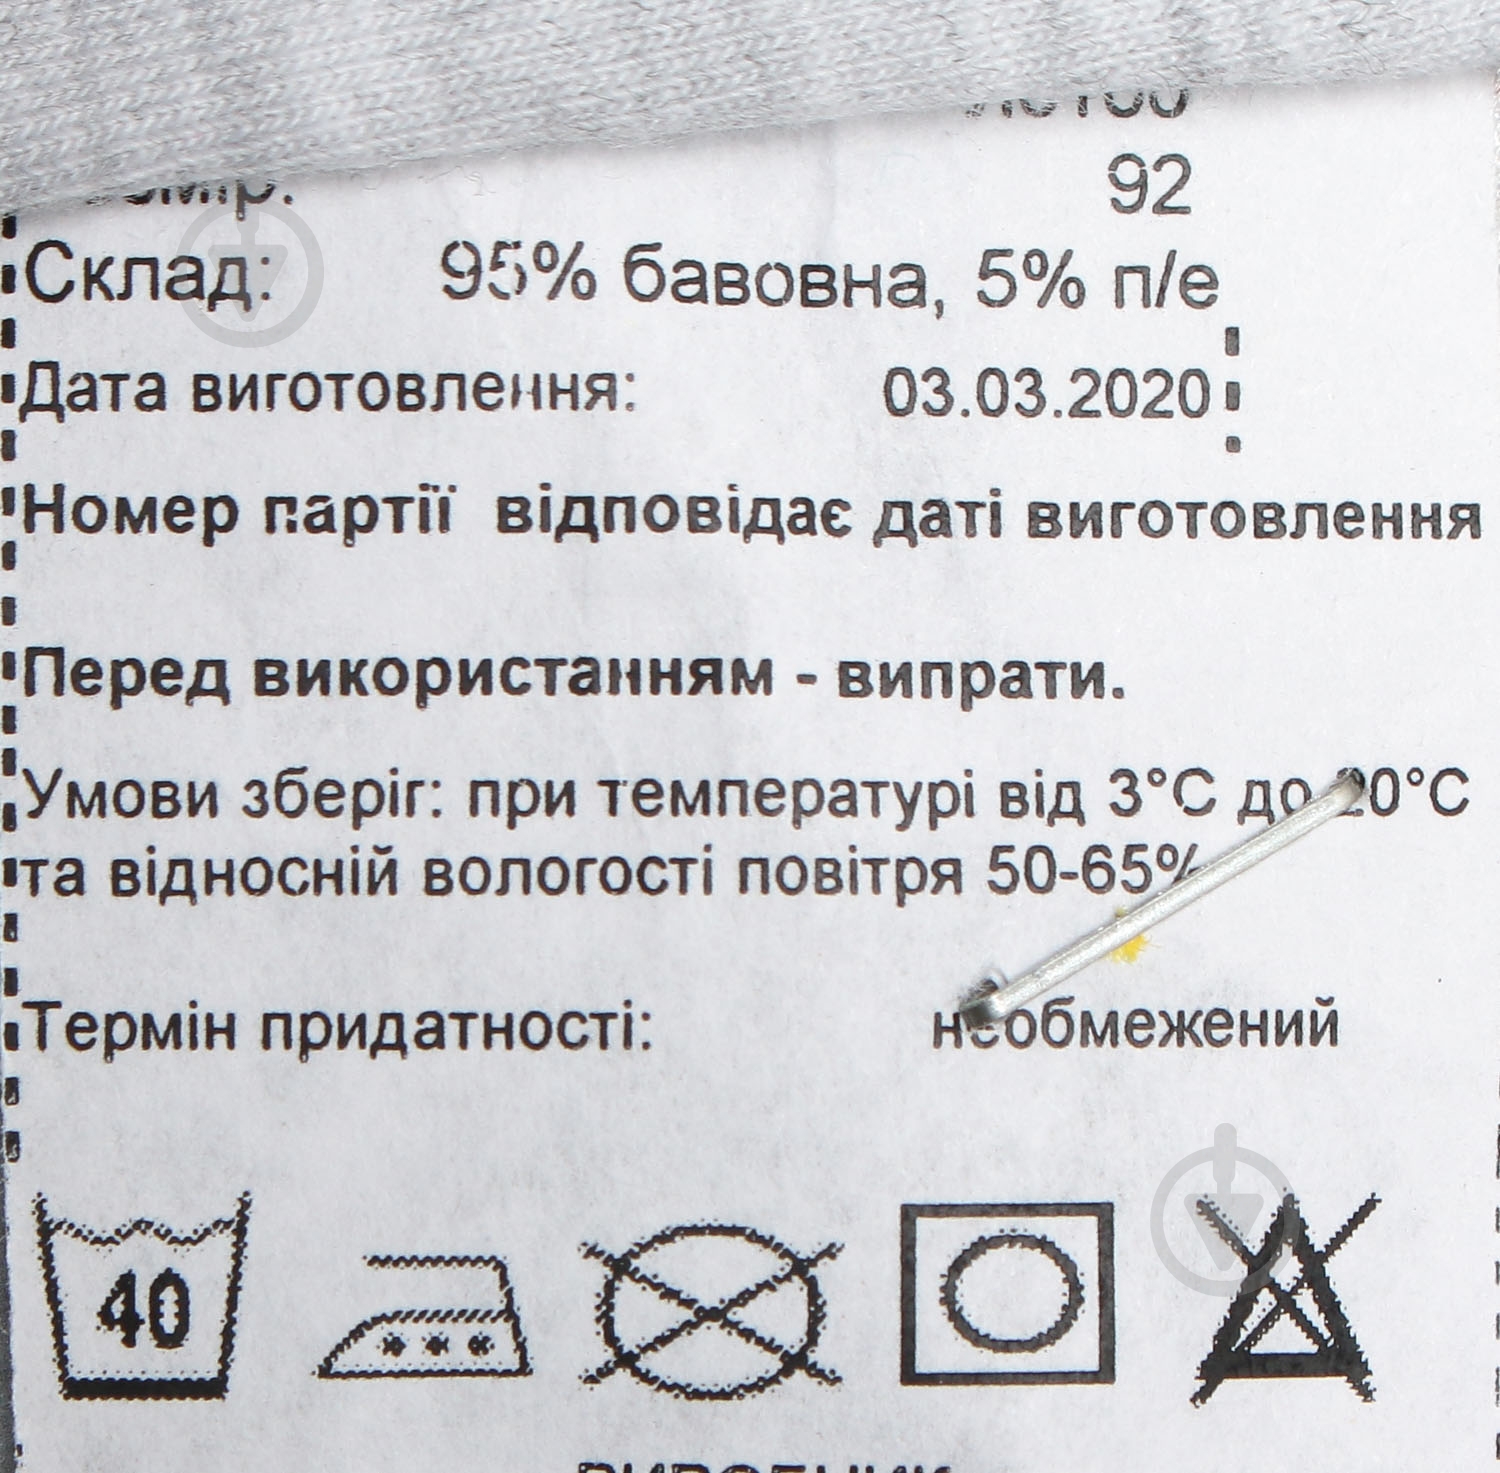 92
Склад: 95% бавовна, 5% п/е
Дата виготовлення: 03.03.2020
Номер партії відповідає даті виготовлення
Перед використанням - випрати.
Умови зберіг: при температурі від 3°C до 20°C
та відносній вологості повітря 50-65%
Термін придатності: необмежений
40